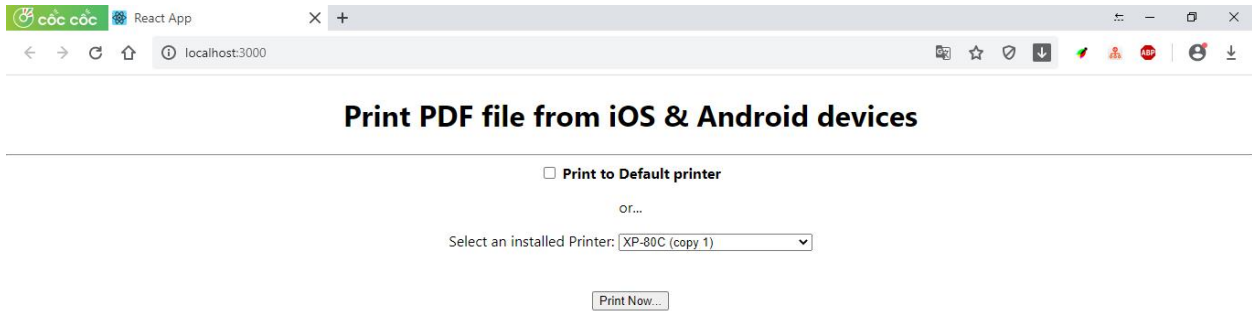 cốc cốc React App
localhost:3000
ABP
Print PDF file from iOS & Android devices
Print to Default printer
or...
Select an installed Printer: XP-80C (copy 1)
Print Now...